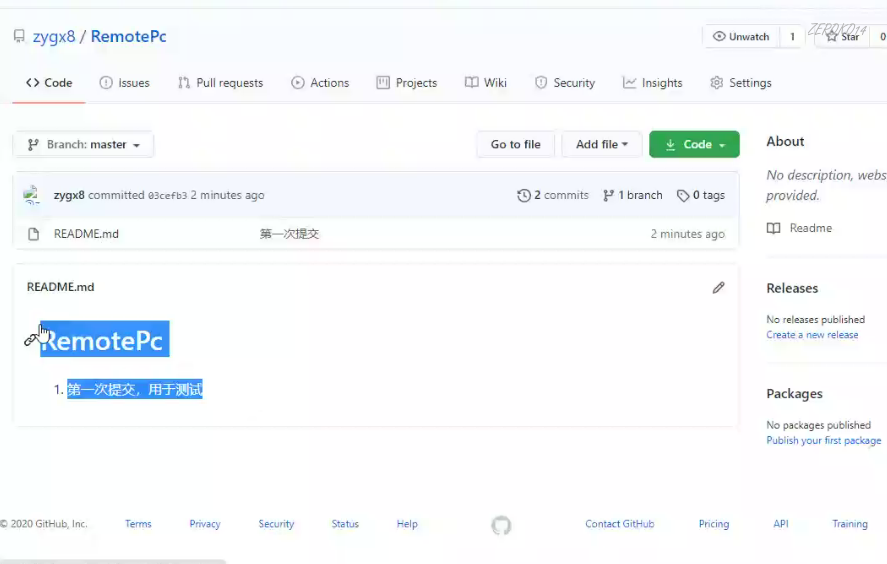 zygx8 / RemotePc
Unwatch 1 Star 0
ZEROKO14
Code Issues Pull requests Actions Projects Wiki Security Insights Settings
Branch: master Go to file Add file Code
About
No description, webs
provided.
zygx8 committed 03cefb3 2 minutes ago 2 commits 1 branch 0 tags
README.md 第一次提交 2 minutes ago
Readme
README.md
Releases
No releases published
Create a new release
RemotePc
1. 第一次提交，用于测试
Packages
No packages published
Publish your first package
© 2020 GitHub, Inc. Terms Privacy Security Status Help Contact GitHub Pricing API Training